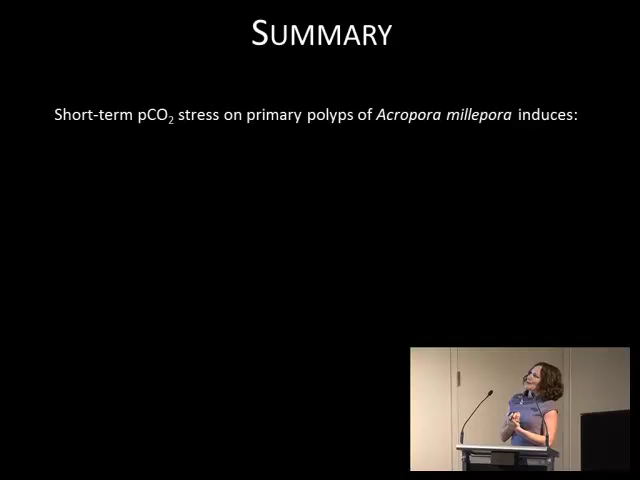 SUMMARY
Short-term pCO₂ stress on primary polyps of Acropora millepora induces: